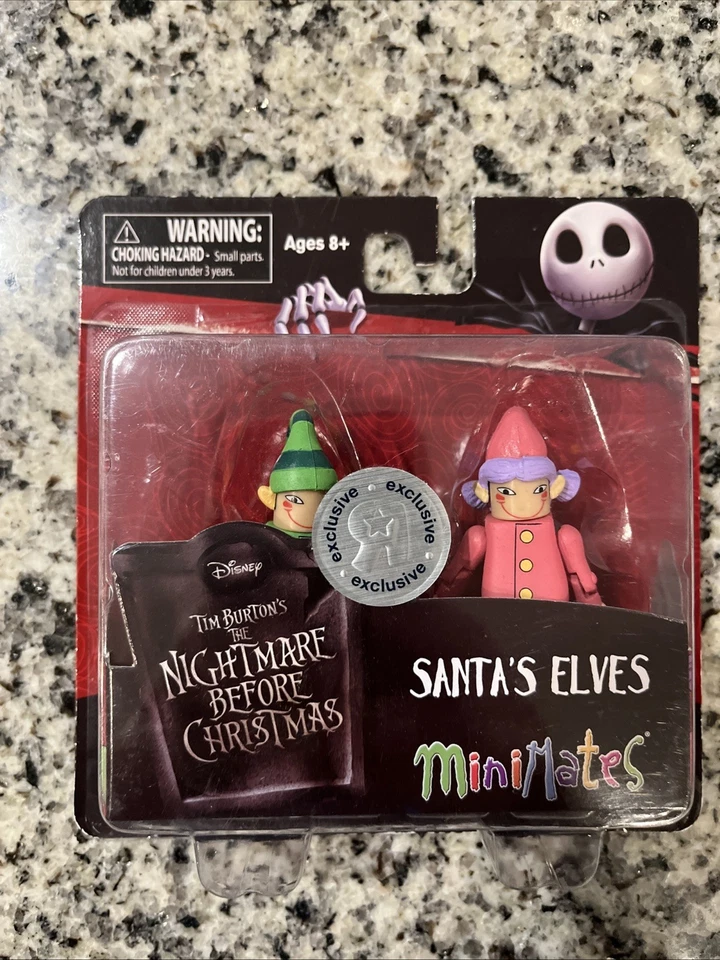 WARNING:
CHOKING HAZARD - Small parts.
Not for children under 3 years.
Ages 8+
exclusive • exclusive • exclusive •
R
Disney
TIM BURTON'S
THE
NIGHTMARE
BEFORE
CHRISTMAS
SANTA'S ELVES
MiniMates®